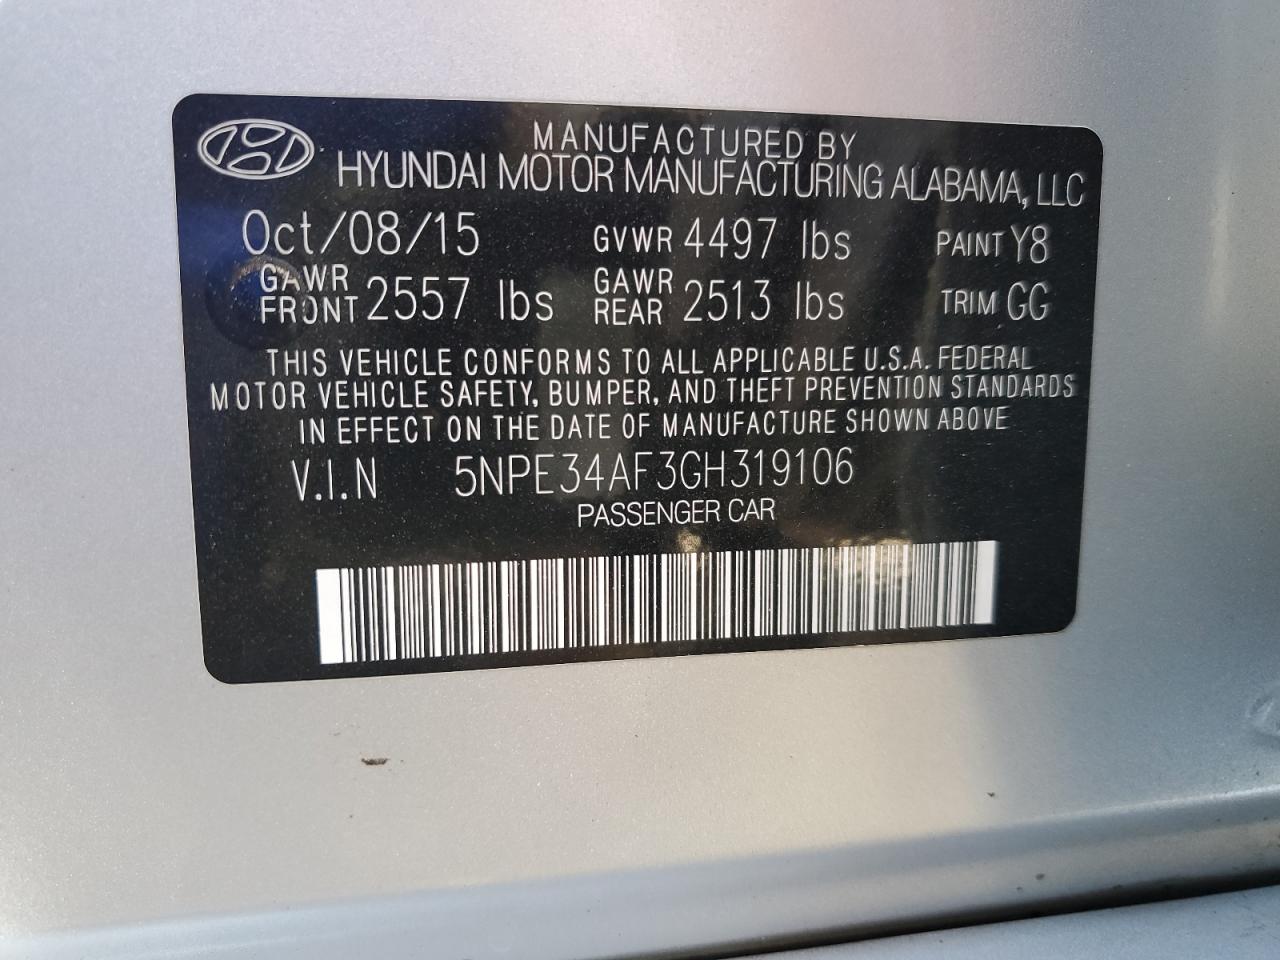 MANUFACTURED BY
HYUNDAI MOTOR MANUFACTURING ALABAMA, LLC
Oct/08/15 GVWR 4497 lbs PAINT Y8
GAWR FRONT 2557 lbs GAWR REAR 2513 lbs TRIM GG
THIS VEHICLE CONFORMS TO ALL APPLICABLE U.S.A. FEDERAL
MOTOR VEHICLE SAFETY, BUMPER, AND THEFT PREVENTION STANDARDS
IN EFFECT ON THE DATE OF MANUFACTURE SHOWN ABOVE
V.I.N 5NPE34AF3GH319106
PASSENGER CAR